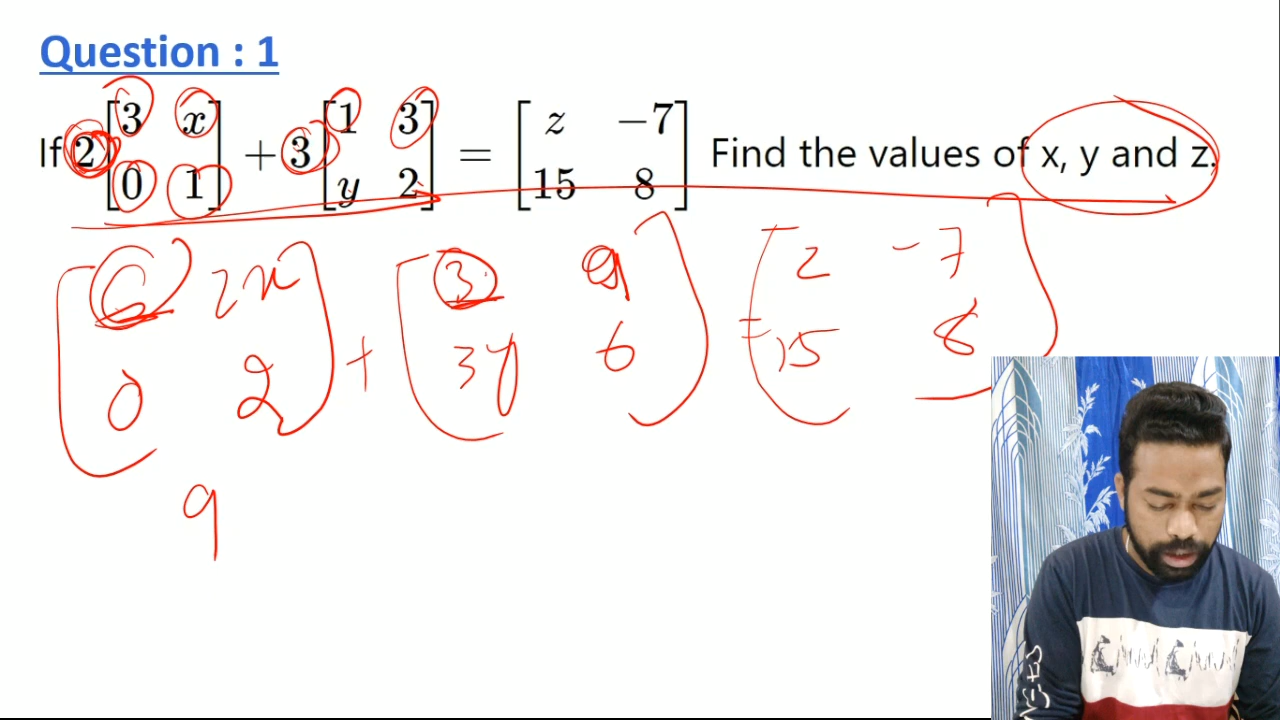 Question : 1
If 2 [3 x] + 3 [1 3] = [z -7] Find the values of x, y and z.
[0 1] [y 2] [15 8]
[6 2x] + [3 9] = [z -7]
[0 2] [3y 6] [15 8]
9